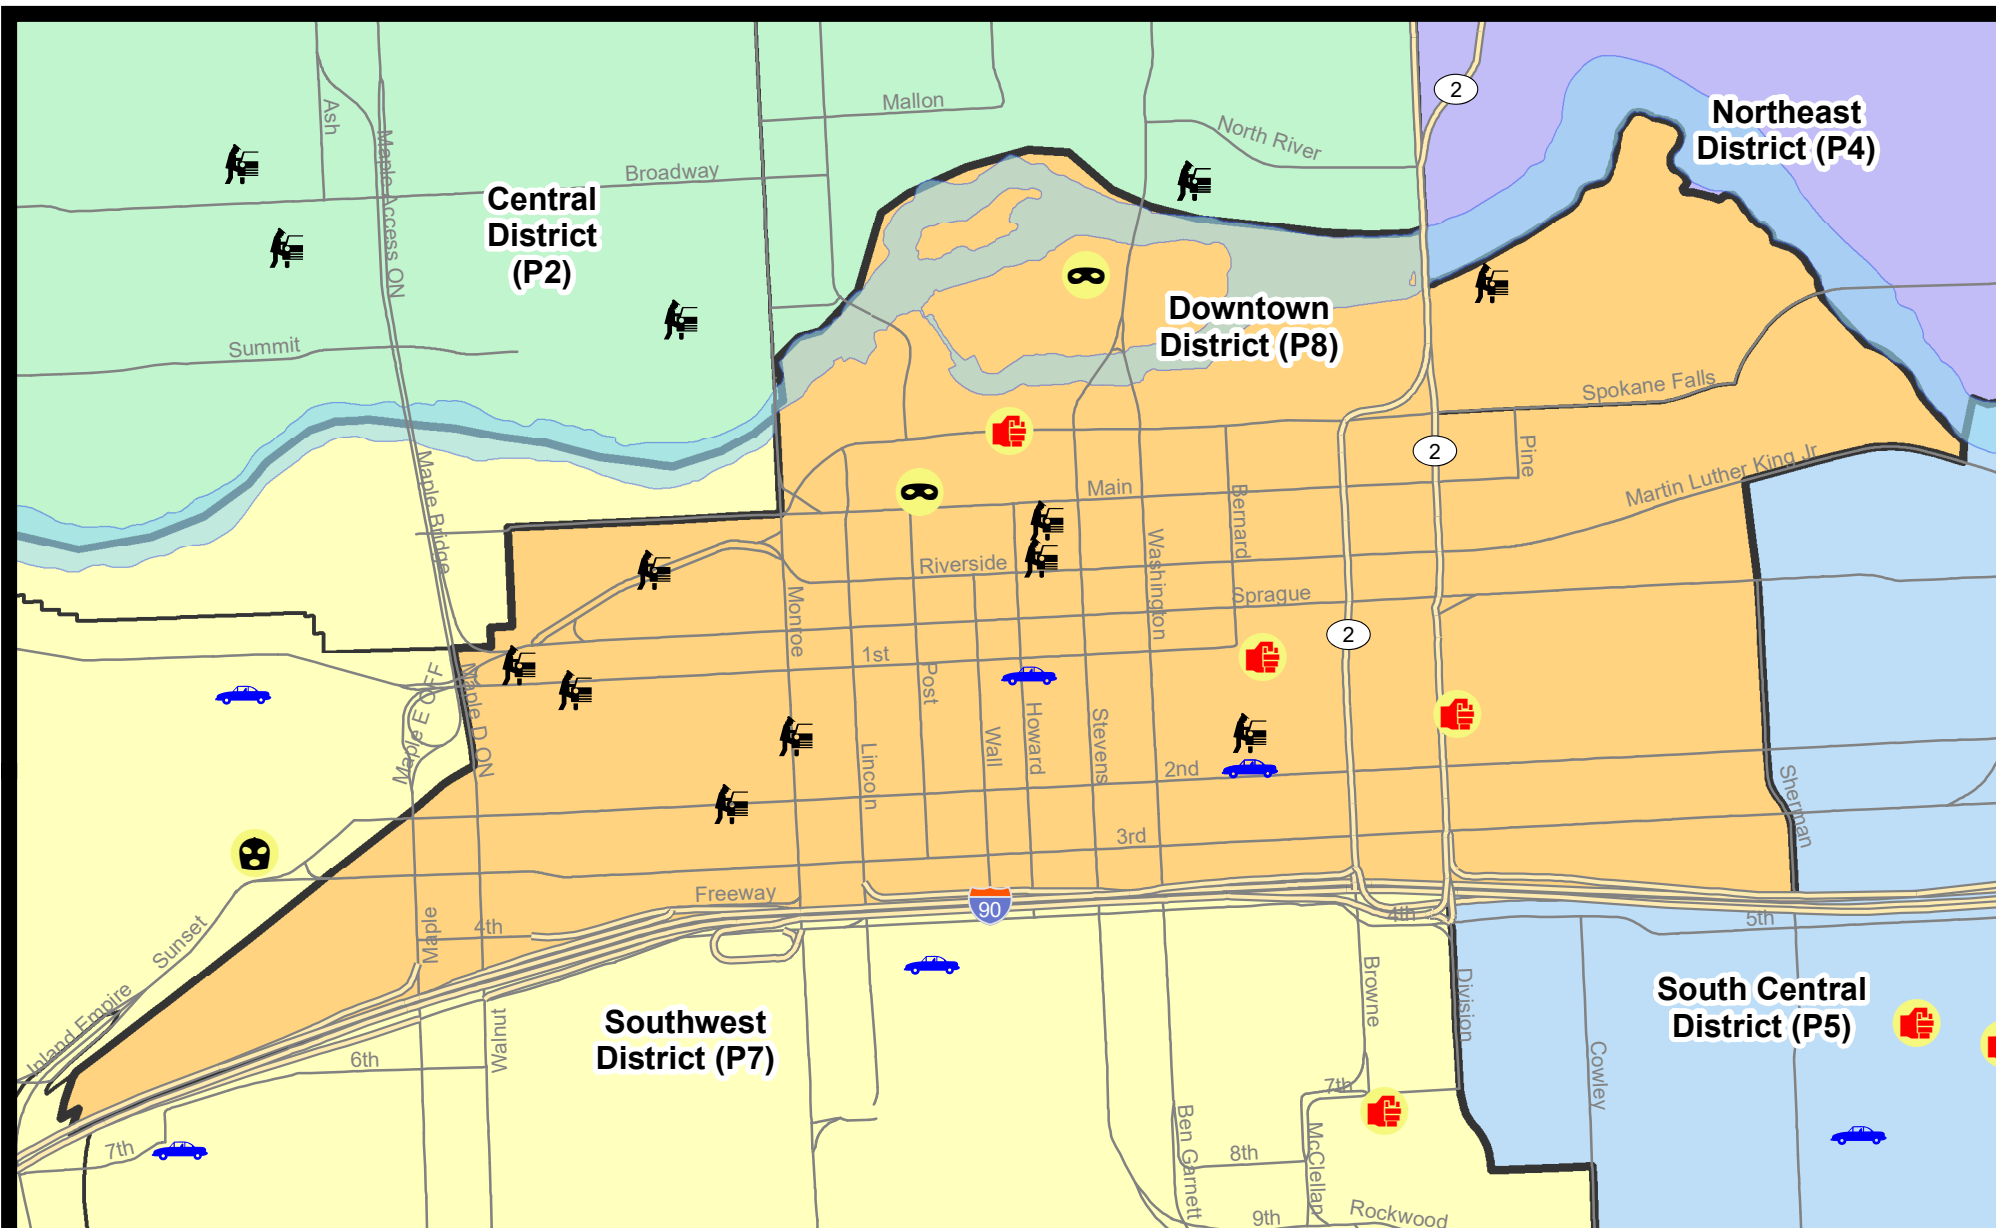 2
Northeast
District (P4)
Mallon
Ash
Maple Access ON
North River
Broadway
Central
District
(P2)
Downtown
District (P8)
Summit
Spokane Falls
2
Pine
Maple Bridge
Main
Bernard
Martin Luther King Jr
Riverside
Washington
Sprague
Monroe
2
1st
Maple E OFF
Maple D ON
Post
Howard
Wall
Stevens
Lincoln
2nd
Sherman
3rd
Freeway
90
4th
4th
5th
Maple
Sunset
Inland Empire
Browne
Division
South Central
District (P5)
Southwest
District (P7)
Walnut
6th
Cowley
7th
7th
Ben Garnett
McClellan
8th
9th
Rockwood